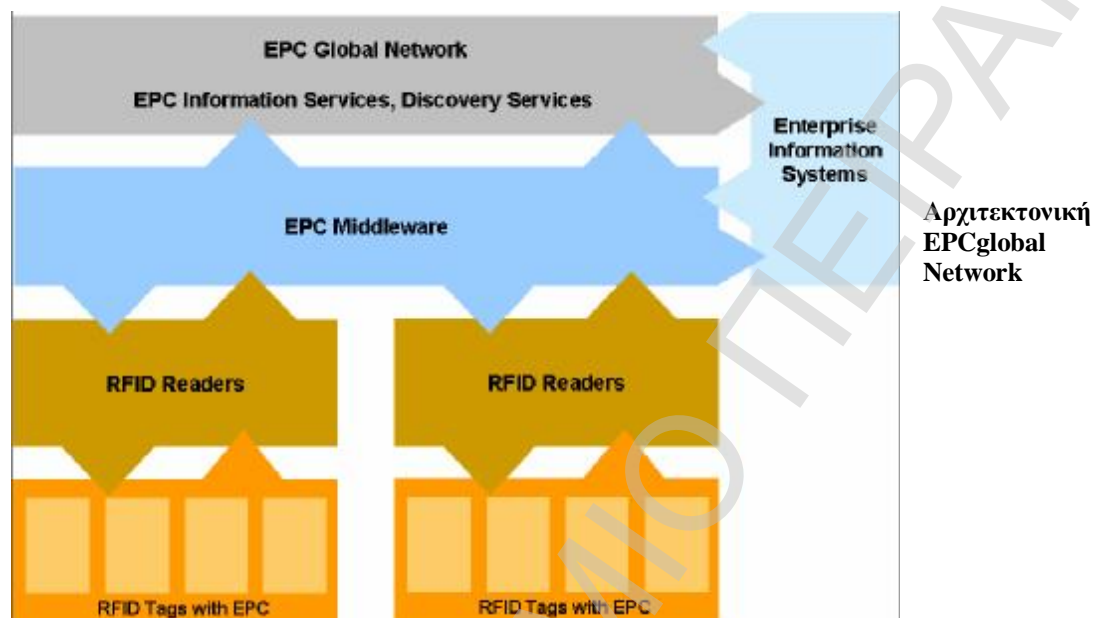 EPC Global Network
EPC Information Services, Discovery Services
Enterprise
Information
Systems
EPC Middleware
Αρχιτεκτονική
EPCglobal
Network
RFID Readers
RFID Readers
RFID Tags with EPC
RFID Tags with EPC